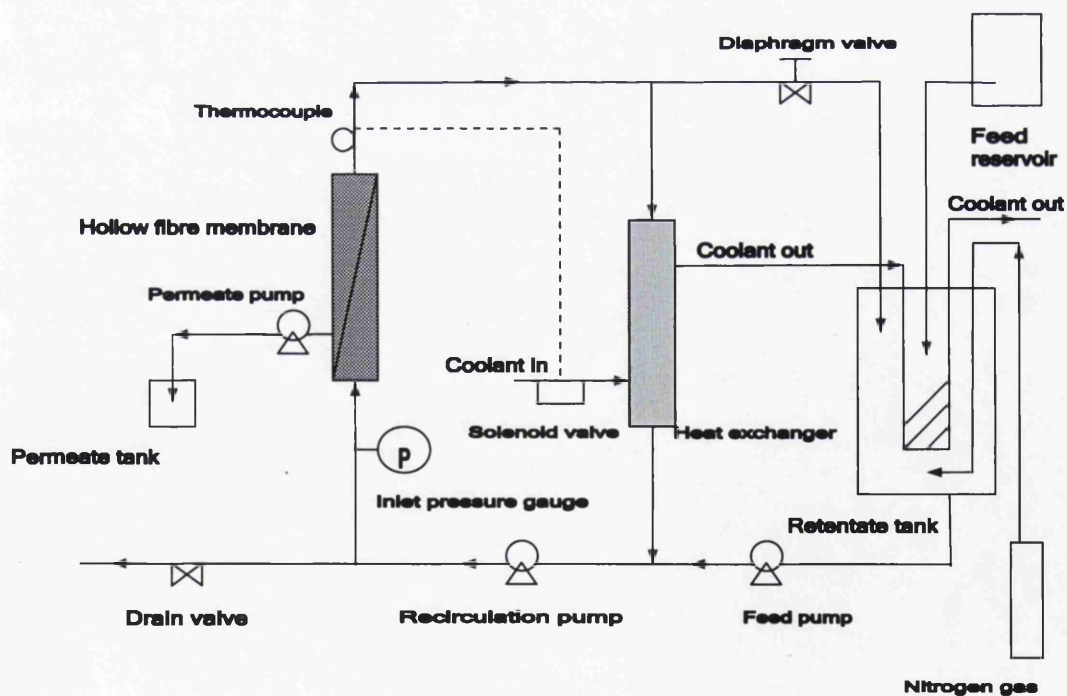 Diaphragm valve
Thermocouple
Feed
reservoir
Coolant out
Hollow fibre membrane
Coolant out
Permeate pump
Coolant in
Solenoid valve
Heat exchanger
Permeate tank
P
Inlet pressure gauge
Retentate tank
Drain valve
Recirculation pump
Feed pump
Nitrogen gas